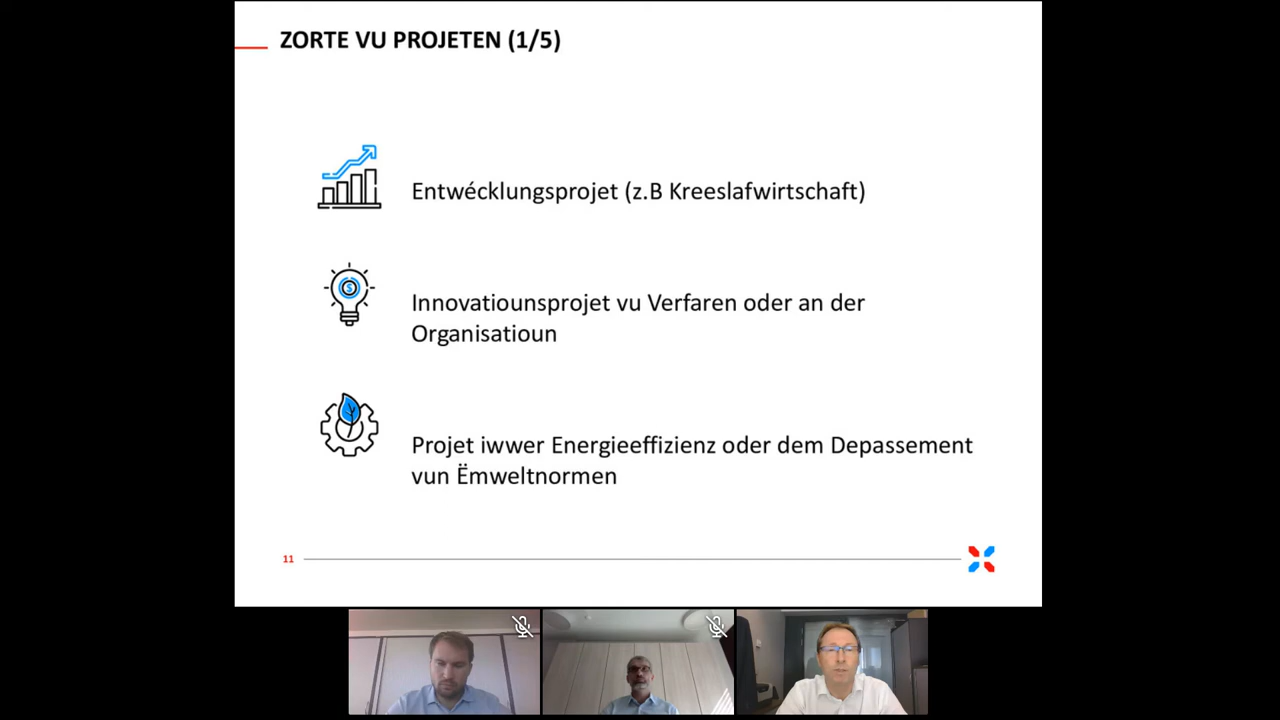 ZORTE VU PROJETEN (1/5)
Entwécklungsprojet (z.B Kreeslafwirtschaft)
Innovatiounsprojet vu Verfaren oder an der
Organisatioun
Projet iwwer Energieeffizienz oder dem Depassement
vun Ëmweltnormen
11